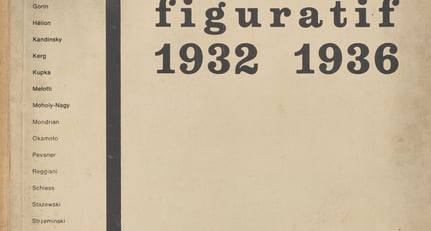 figuratif
1932 1936
Gorin
Hélion
Kandinsky
Kerg
Kupka
Melotti
Moholy-Nagy
Mondrian
Okamoto
Pevsner
Reggiani
Schiess
Stazewski
Strzeminski